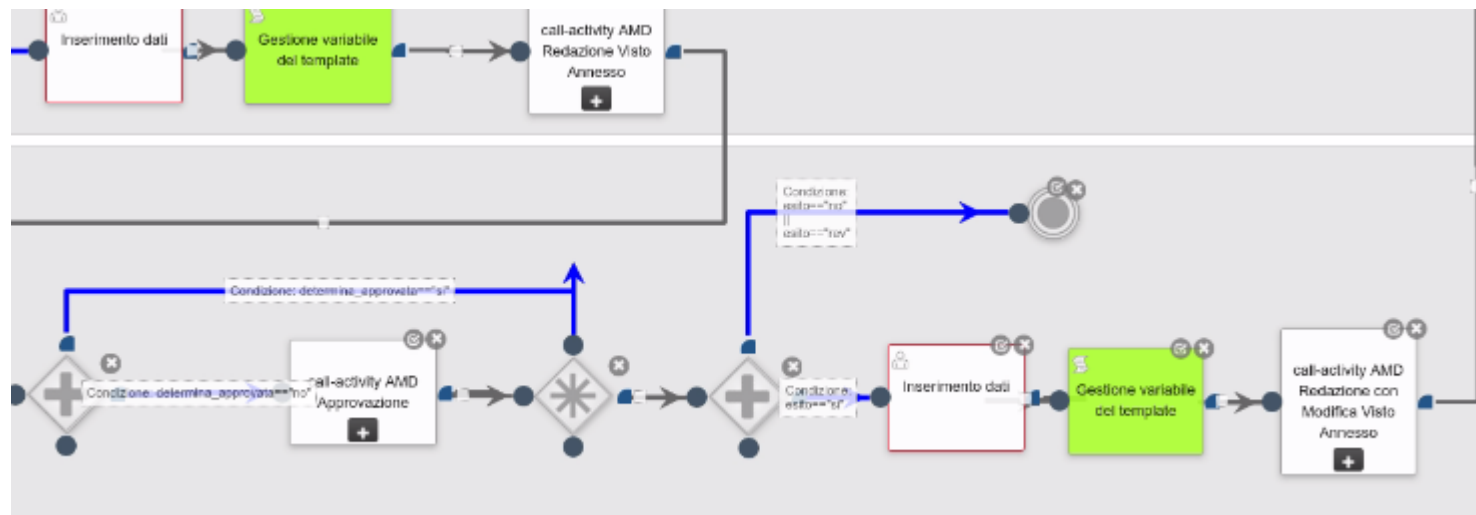 Inserimento dati
Gestione variabile
del template
call-activity AMD
Redazione Visto
Annesso
Condizione:
esito=="no"
||
esito=="rev"
Condizione: determina_approvata=="si"
Condizione: determina_approvata=="no"
call-activity AMD
Approvazione
Condizione:
esito=="si"
Inserimento dati
Gestione variabile
del template
call-activity AMD
Redazione con
Modifica Visto
Annesso